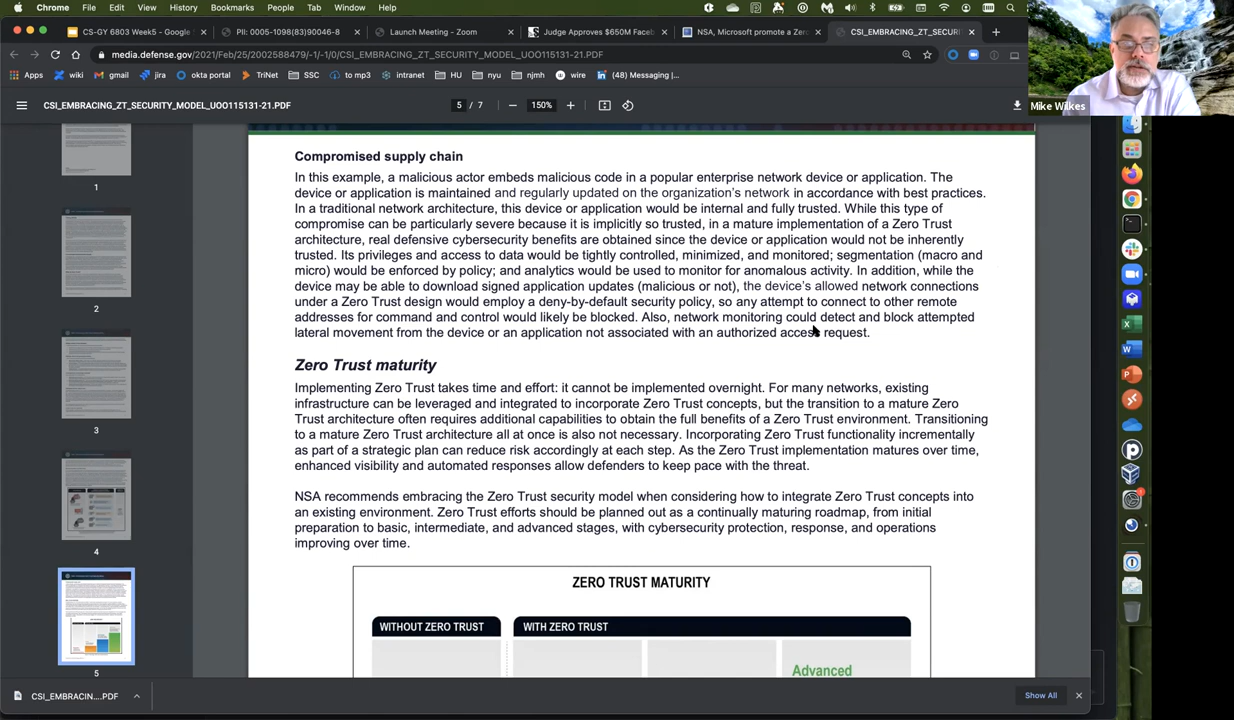 Chrome File Edit View History Bookmarks People Tab Window Help
CS-GY 6803 Week5 - Google
PII: 0005-1098(83)90046-8
Launch Meeting - Zoom
Judge Approves $650M Faceb
NSA, Microsoft promote a Zero
CSI_EMBRACING_ZT_SECURI
media.defense.gov/2021/Feb/25/2002588479/-1/-1/0/CSI_EMBRACING_ZT_SECURITY_MODEL_UOO115131-21.PDF
Apps wiki gmail jira okta portal TriNet SSC to mp3 intranet HU nyu njmh wire (48) Messaging |...
Mike Wilkes
CSI_EMBRACING_ZT_SECURITY_MODEL_UOO115131-21.PDF
5 / 7
150%
1
2
3
4
5
Compromised supply chain
In this example, a malicious actor embeds malicious code in a popular enterprise network device or application. The
device or application is maintained and regularly updated on the organization's network in accordance with best practices.
In a traditional network architecture, this device or application would be internal and fully trusted. While this type of
compromise can be particularly severe because it is implicitly so trusted, in a mature implementation of a Zero Trust
architecture, real defensive cybersecurity benefits are obtained since the device or application would not be inherently
trusted. Its privileges and access to data would be tightly controlled, minimized, and monitored; segmentation (macro and
micro) would be enforced by policy; and analytics would be used to monitor for anomalous activity. In addition, while the
device may be able to download signed application updates (malicious or not), the device's allowed network connections
under a Zero Trust design would employ a deny-by-default security policy, so any attempt to connect to other remote
addresses for command and control would likely be blocked. Also, network monitoring could detect and block attempted
lateral movement from the device or an application not associated with an authorized access request.
Zero Trust maturity
Implementing Zero Trust takes time and effort: it cannot be implemented overnight. For many networks, existing
infrastructure can be leveraged and integrated to incorporate Zero Trust concepts, but the transition to a mature Zero
Trust architecture often requires additional capabilities to obtain the full benefits of a Zero Trust environment. Transitioning
to a mature Zero Trust architecture all at once is also not necessary. Incorporating Zero Trust functionality incrementally
as part of a strategic plan can reduce risk accordingly at each step. As the Zero Trust implementation matures over time,
enhanced visibility and automated responses allow defenders to keep pace with the threat.
NSA recommends embracing the Zero Trust security model when considering how to integrate Zero Trust concepts into
an existing environment. Zero Trust efforts should be planned out as a continually maturing roadmap, from initial
preparation to basic, intermediate, and advanced stages, with cybersecurity protection, response, and operations
improving over time.
ZERO TRUST MATURITY
WITHOUT ZERO TRUST
WITH ZERO TRUST
Advanced
CSI_EMBRACIN....PDF
Show All